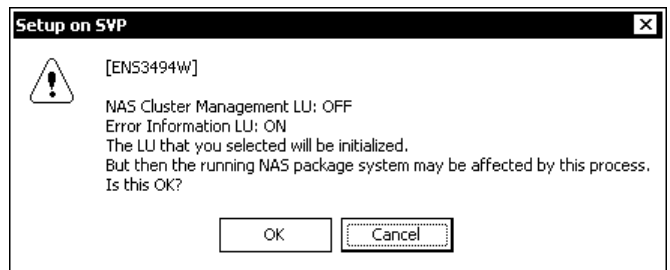 Setup on SVP
[ENS3494W]
NAS Cluster Management LU: OFF
Error Information LU: ON
The LU that you selected will be initialized.
But then the running NAS package system may be affected by this process.
Is this OK?
OK
Cancel